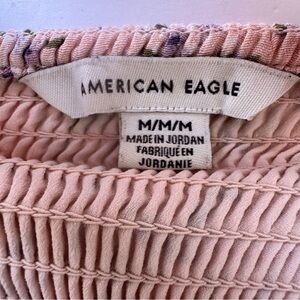 AMERICAN EAGLE
M/M/M
MADE IN JORDAN
FABRIQUÉ EN
JORDANIE